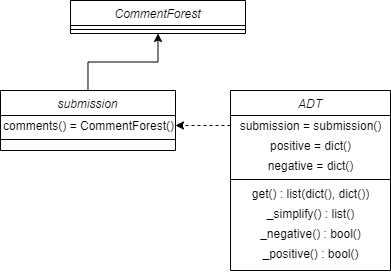 CommentForest
submission
comments() = CommentForest()
ADT
submission = submission()
positive = dict()
negative = dict()
get() : list(dict(), dict())
_simplify() : list()
_negative() : bool()
_positive() : bool()